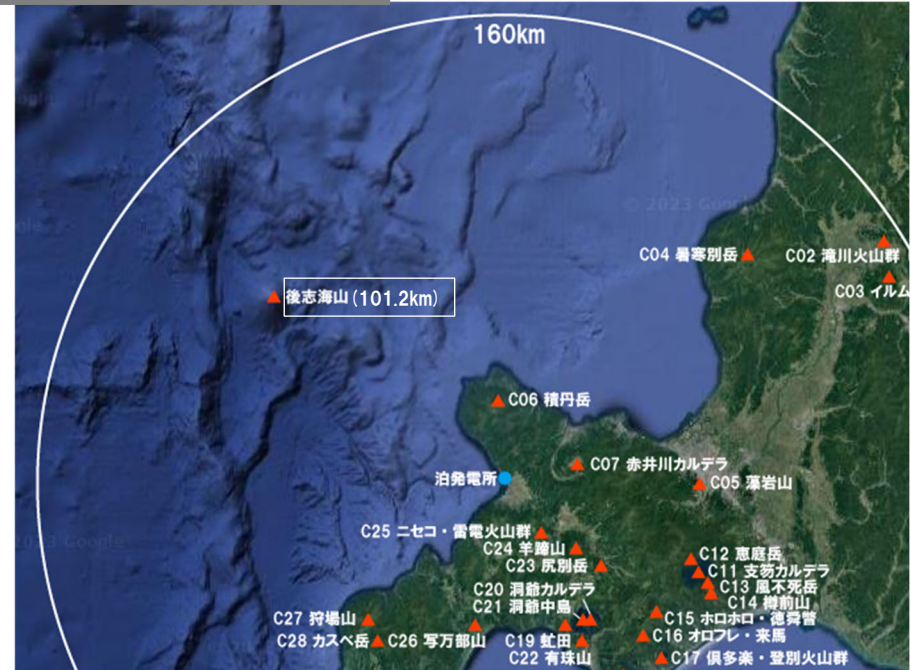 160km
© 2023 Google
C04 暑寒別岳
C02 滝川火山群
C03 イルム
後志海山(101.2km)
C06 積丹岳
C07 赤井川カルデラ
C05 藻岩山
泊発電所
C25 ニセコ・雷電火山群
C24 羊蹄山
C23 尻別岳
C12 恵庭岳
C11 支笏カルデラ
C13 風不死岳
C14 樽前山
C20 洞爺カルデラ
C21 洞爺中島
C15 ホロホロ・徳舜瞥
C27 狩場山
C16 オロフレ・来馬
C28 カスベ岳
C26 写万部山
C19 虻田
C22 有珠山
C17 倶多楽・登別火山群